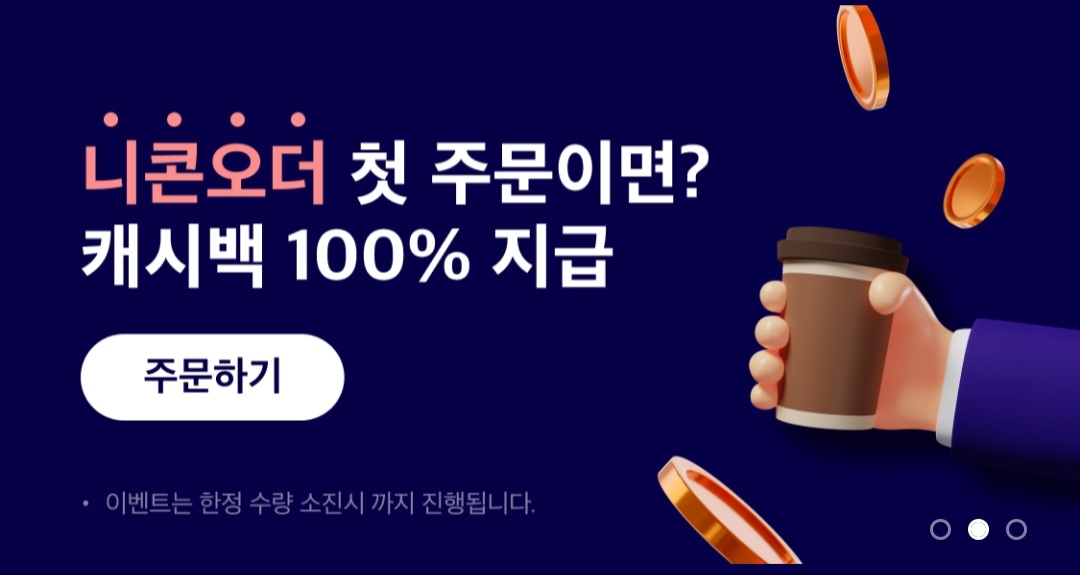 니콘오더 첫 주문이면?
캐시백 100% 지급
주문하기
• 이벤트는 한정 수량 소진시 까지 진행됩니다.